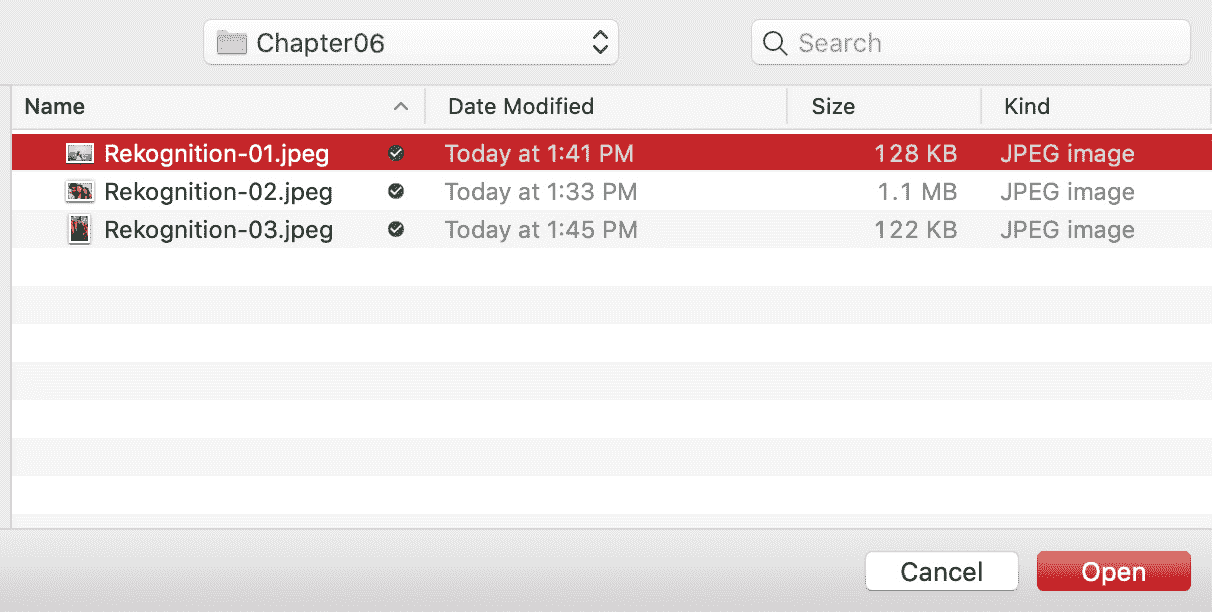 Chapter06 Search
Name Date Modified Size Kind
Rekognition-01.jpeg Today at 1:41 PM 128 KB JPEG image
Rekognition-02.jpeg Today at 1:33 PM 1.1 MB JPEG image
Rekognition-03.jpeg Today at 1:45 PM 122 KB JPEG image
Cancel Open